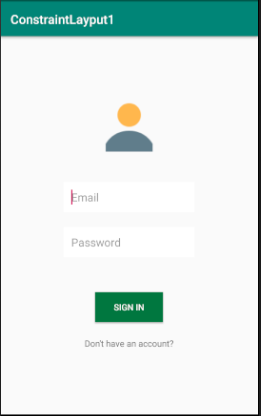 ConstraintLayput1
Email
Password
SIGN IN
Don't have an account?